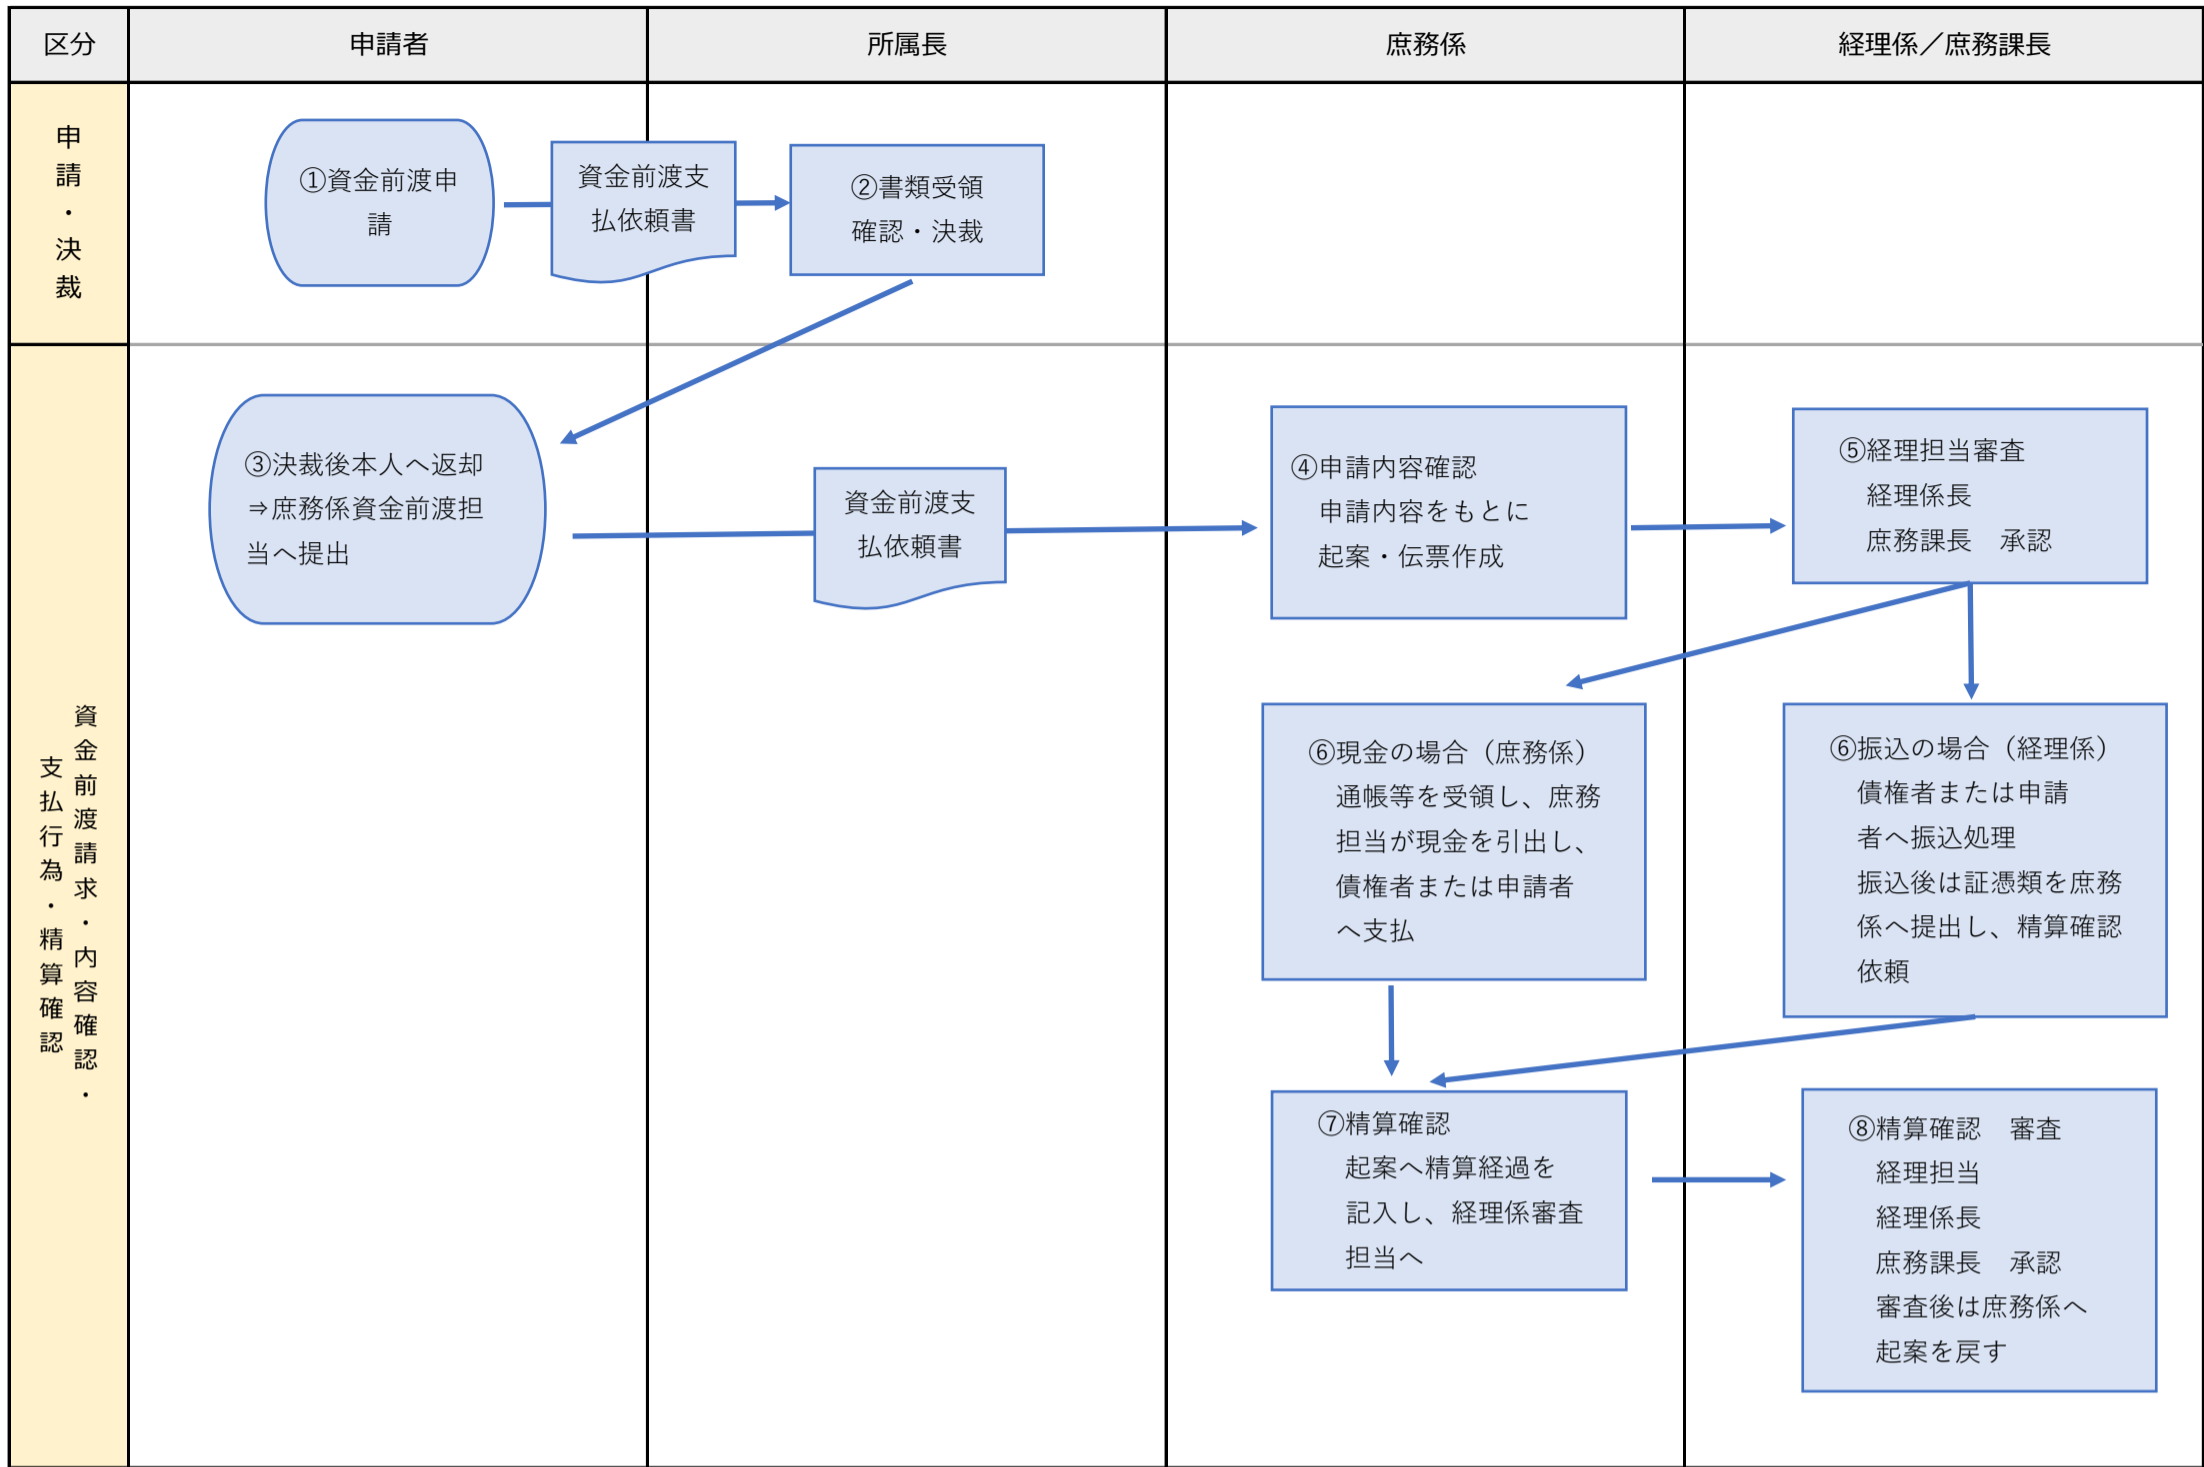 区分
申請者
所属長
庶務係
経理係／庶務課長
申請・決裁
①資金前渡申
請
資金前渡支
払依頼書
②書類受領
確認・決裁
資金前渡請求・内容確認・
支払行為・精算確認
③決裁後本人へ返却
⇒庶務係資金前渡担
当へ提出
資金前渡支
払依頼書
④申請内容確認
申請内容をもとに
起案・伝票作成
⑤経理担当審査
経理係長
庶務課長　承認
⑥現金の場合（庶務係）
通帳等を受領し、庶務
担当が現金を引出し、
債権者または申請者
へ支払
⑥振込の場合（経理係）
債権者または申請
者へ振込処理
振込後は証憑類を庶務
係へ提出し、精算確認
依頼
⑦精算確認
起案へ精算経過を
記入し、経理係審査
担当へ
⑧精算確認　審査
経理担当
経理係長
庶務課長　承認
審査後は庶務係へ
起案を戻す